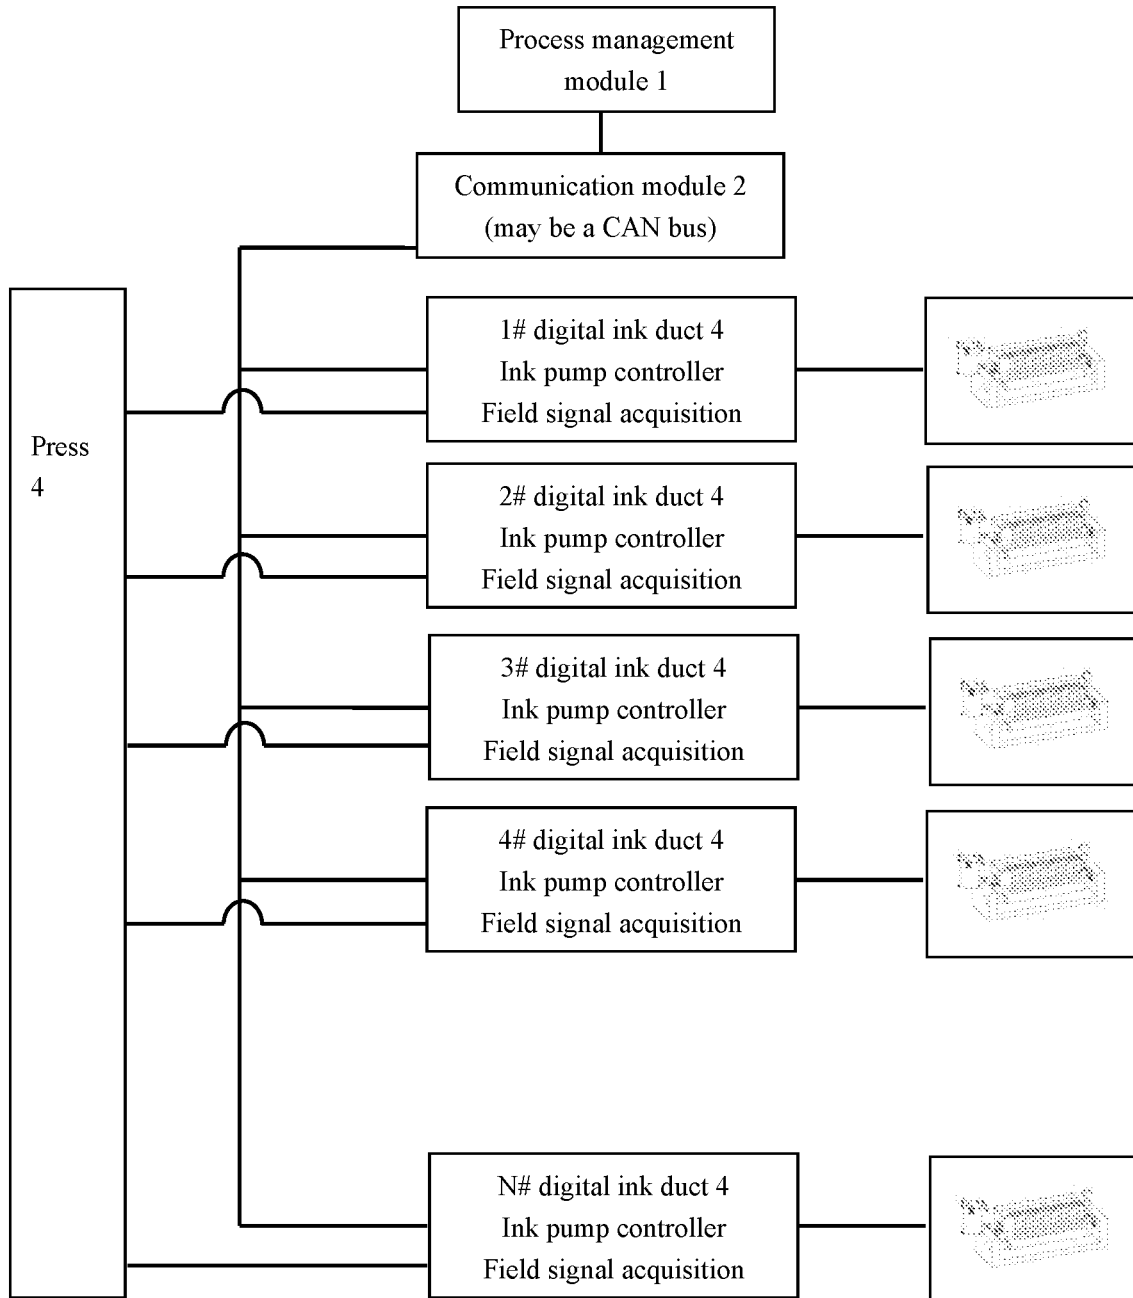 Process management
module 1
Communication module 2
(may be a CAN bus)
Press
4
1# digital ink duct 4
Ink pump controller
Field signal acquisition
2# digital ink duct 4
Ink pump controller
Field signal acquisition
3# digital ink duct 4
Ink pump controller
Field signal acquisition
4# digital ink duct 4
Ink pump controller
Field signal acquisition
N# digital ink duct 4
Ink pump controller
Field signal acquisition